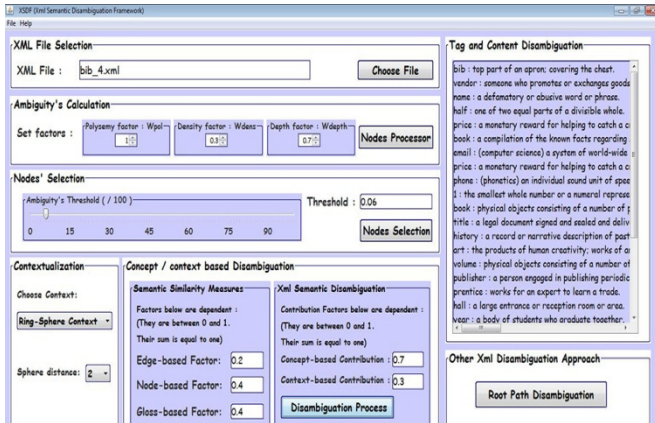 XSDF (Xml Semantic Disambiguation Framework)
File Help
XML File Selection
XML File :
bib_4.xml
Choose File
Ambiguity's Calculation
Set factors :
Polysemy factor : Wpol
1
Density factor : Wdens
0.3
Depth factor : Wdepth
0.7
Nodes Processor
Nodes' Selection
Ambiguity's Threshold ( / 100 )
0 15 30 45 60 75 90
Threshold :
0.06
Nodes Selection
Contextualization
Choose Context:
Ring-Sphere Context
Sphere distance:
2
Concept / context based Disambiguation
Semantic Similarity Measures
Factors below are dependent :
(They are between 0 and 1.
Their sum is equal to one)
Edge-based Factor:
0.2
Node-based Factor:
0.4
Gloss-based Factor:
0.4
Xml Semantic Disambiguation
Contribution Factors below are dependent :
(They are between 0 and 1.
Their sum is equal to one)
Concept-based Contribution :
0.7
Context-based Contribution :
0.3
Disambiguation Process
Tag and Content Disambiguation
bib : top part of an apron; covering the chest.
vendor : someone who promotes or exchanges goods
name : a defamatory or abusive word or phrase.
half : one of two equal parts of a divisible whole.
price : a monetary reward for helping to catch a c
book : a compilation of the known facts regarding
email : (computer science) a system of world-wide
price : a monetary reward for helping to catch a c
phone : (phonetics) an individual sound unit of spee
1 : the smallest whole number or a numeral represe
book : physical objects consisting of a number of p
title : a legal document signed and sealed and deliv
history : a record or narrative description of past
art : the products of human creativity; works of ar
volume : physical objects consisting of a number of
publisher : a person engaged in publishing periodic
prentice : works for an expert to learn a trade.
hall : a large entrance or reception room or area.
year : a body of students who graduate together.
Other Xml Disambiguation Approach
Root Path Disambiguation